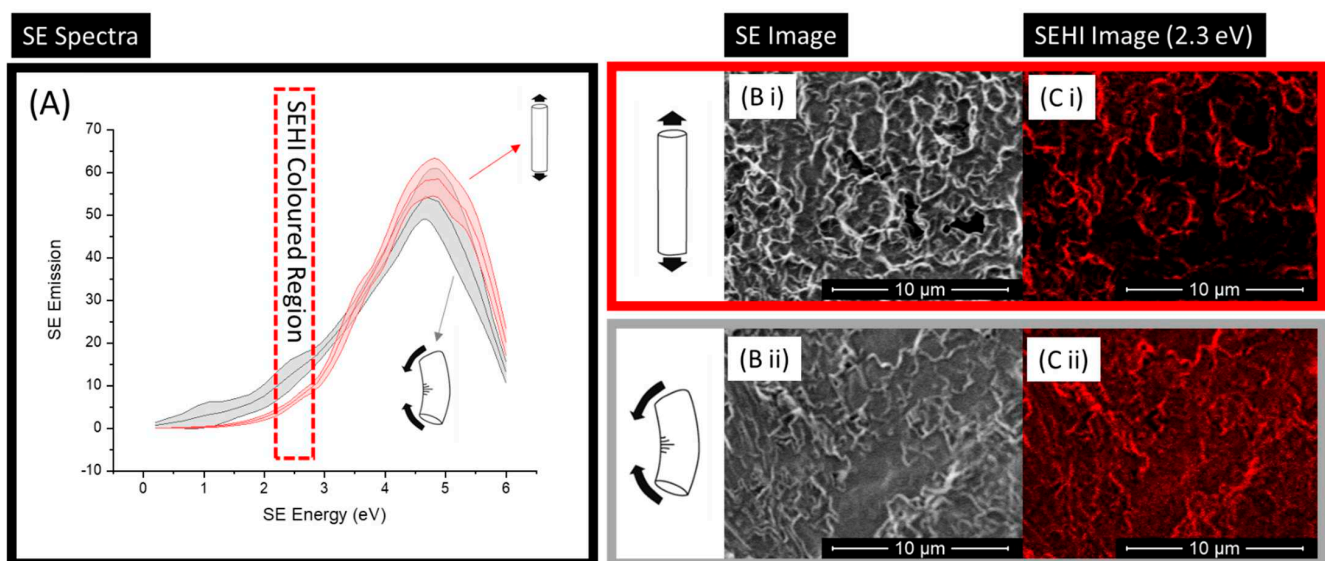 SE Spectra
SE Image
SEHI Image (2.3 eV)
(A)
70
60
50
40
30
20
10
0
-10
SE Emission
SEHI Coloured Region
0 1 2 3 4 5 6
SE Energy (eV)
(B i)
10 µm
(C i)
10 µm
(B ii)
10 µm
(C ii)
10 µm